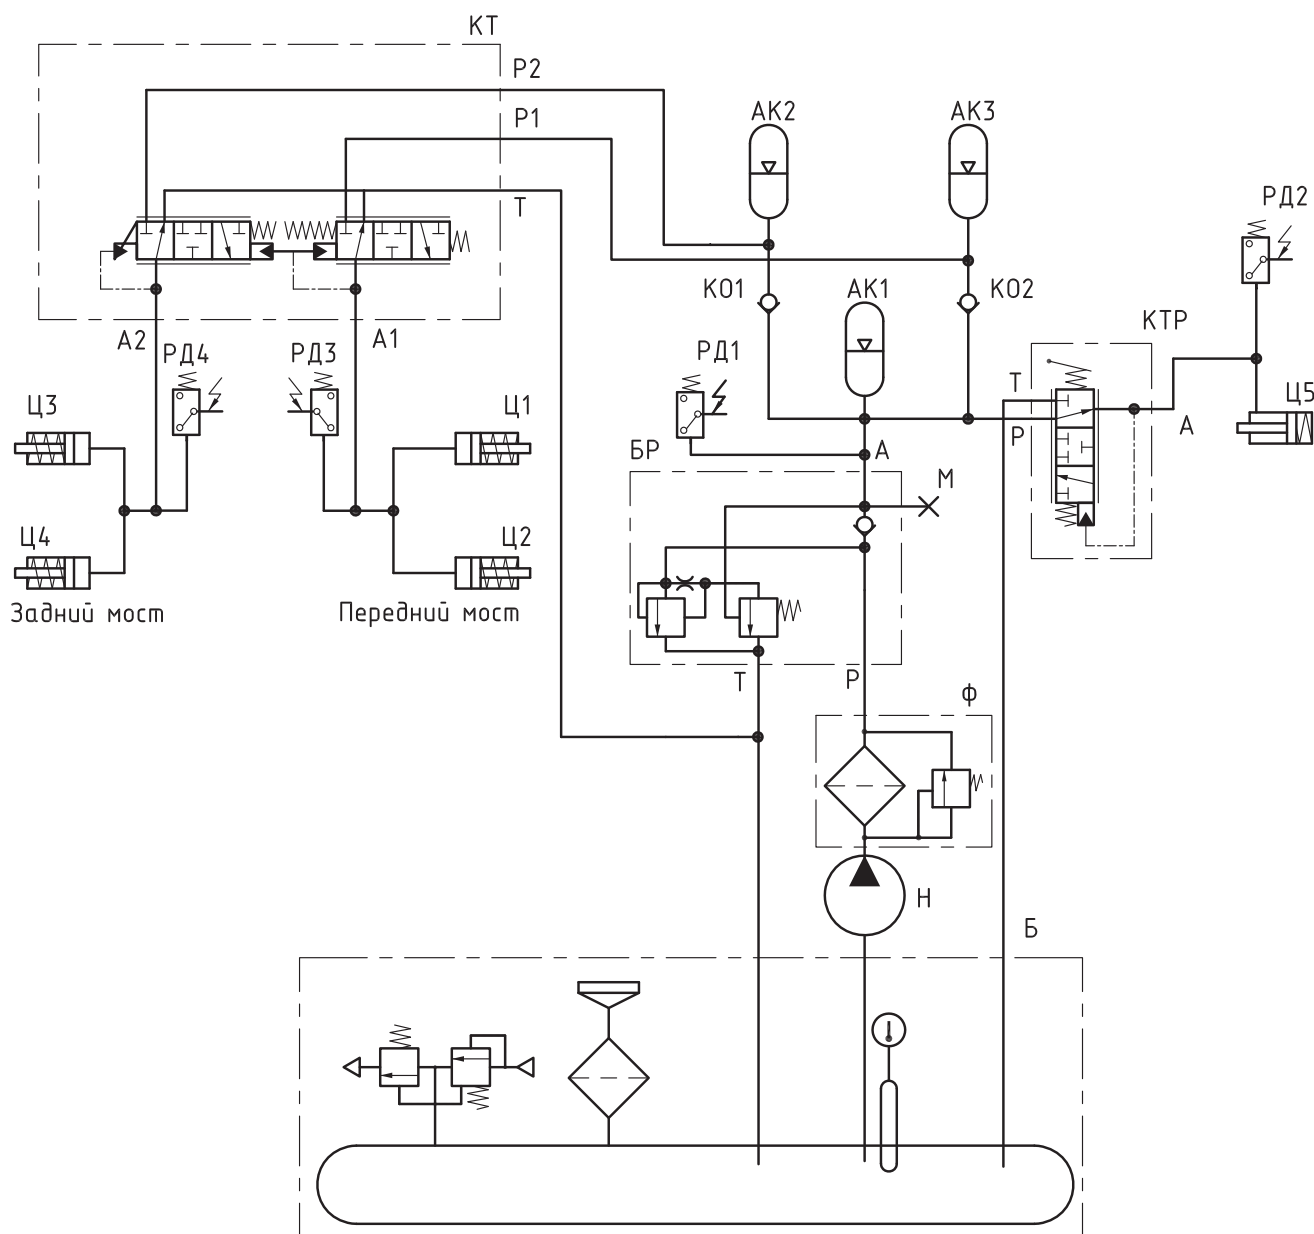 КТ
Р2
Р1
АК2
АК3
Т
РД2
КО1
АК1
КО2
КТР
А2
А1
РД4
РД3
РД1
Т
Ц3
Ц1
Ц5
БР
А
Р
А
М
Ц4
Ц2
Задний мост
Передний мост
Т
Р
Ф
Н
Б